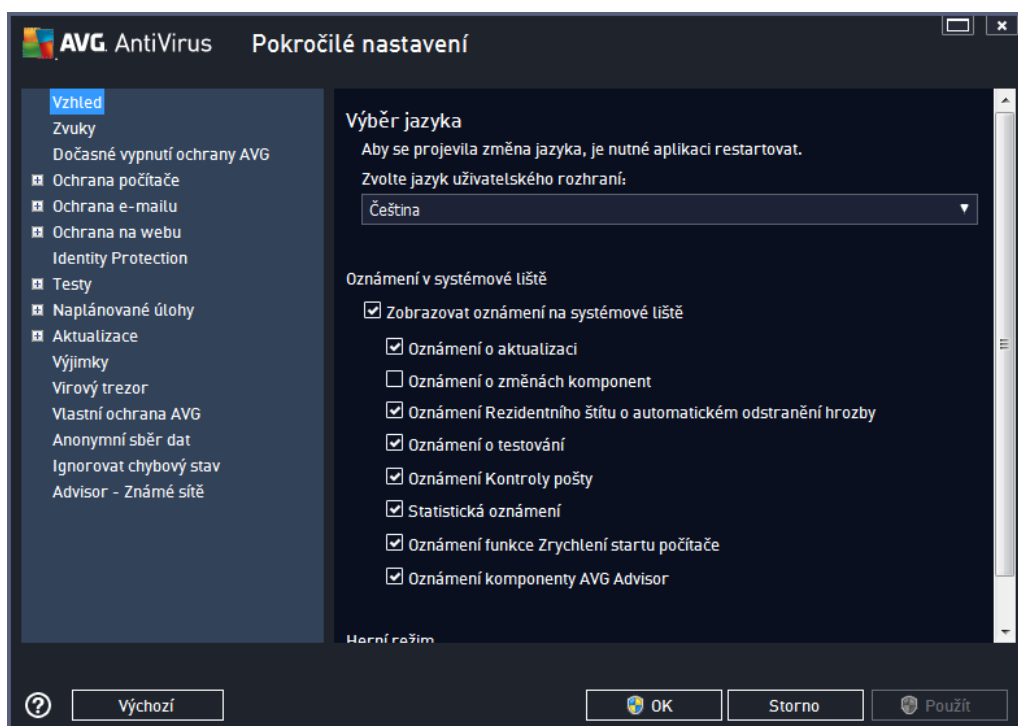 AVG. AntiVirus Pokročilé nastavení
Vzhled
Zvuky
Dočasné vypnutí ochrany AVG
Ochrana počítače
Ochrana e-mailu
Ochrana na webu
Identity Protection
Testy
Naplánované úlohy
Aktualizace
Výjimky
Virový trezor
Vlastní ochrana AVG
Anonymní sběr dat
Ignorovat chybový stav
Advisor - Známé sítě
Výběr jazyka
Aby se projevila změna jazyka, je nutné aplikaci restartovat.
Zvolte jazyk uživatelského rozhraní:
Čeština
Oznámení v systémové liště
Zobrazovat oznámení na systémové liště
Oznámení o aktualizaci
Oznámení o změnách komponent
Oznámení Rezidentního štítu o automatickém odstranění hrozby
Oznámení o testování
Oznámení Kontroly pošty
Statistická oznámení
Oznámení funkce Zrychlení startu počítače
Oznámení komponenty AVG Advisor
Herní režim
Výchozí
OK
Storno
Použít